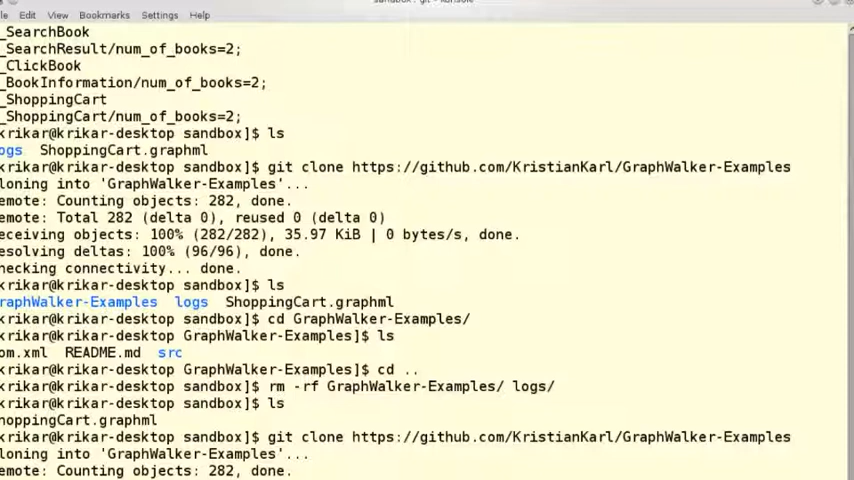 le Edit View Bookmarks Settings Help
_SearchBook
_SearchResult/num_of_books=2;
_ClickBook
_BookInformation/num_of_books=2;
_ShoppingCart
_ShoppingCart/num_of_books=2;
krikar@krikar-desktop sandbox]$ ls
ogs ShoppingCart.graphml
krikar@krikar-desktop sandbox]$ git clone https://github.com/KristianKarl/GraphWalker-Examples
loning into 'GraphWalker-Examples'...
emote: Counting objects: 282, done.
emote: Total 282 (delta 0), reused 0 (delta 0)
eceiving objects: 100% (282/282), 35.97 KiB | 0 bytes/s, done.
esolving deltas: 100% (96/96), done.
hecking connectivity... done.
krikar@krikar-desktop sandbox]$ ls
raphWalker-Examples logs ShoppingCart.graphml
krikar@krikar-desktop sandbox]$ cd GraphWalker-Examples/
krikar@krikar-desktop GraphWalker-Examples]$ ls
om.xml README.md src
krikar@krikar-desktop GraphWalker-Examples]$ cd ..
krikar@krikar-desktop sandbox]$ rm -rf GraphWalker-Examples/ logs/
krikar@krikar-desktop sandbox]$ ls
hoppingCart.graphml
krikar@krikar-desktop sandbox]$ git clone https://github.com/KristianKarl/GraphWalker-Examples
loning into 'GraphWalker-Examples'...
emote: Counting objects: 282, done.